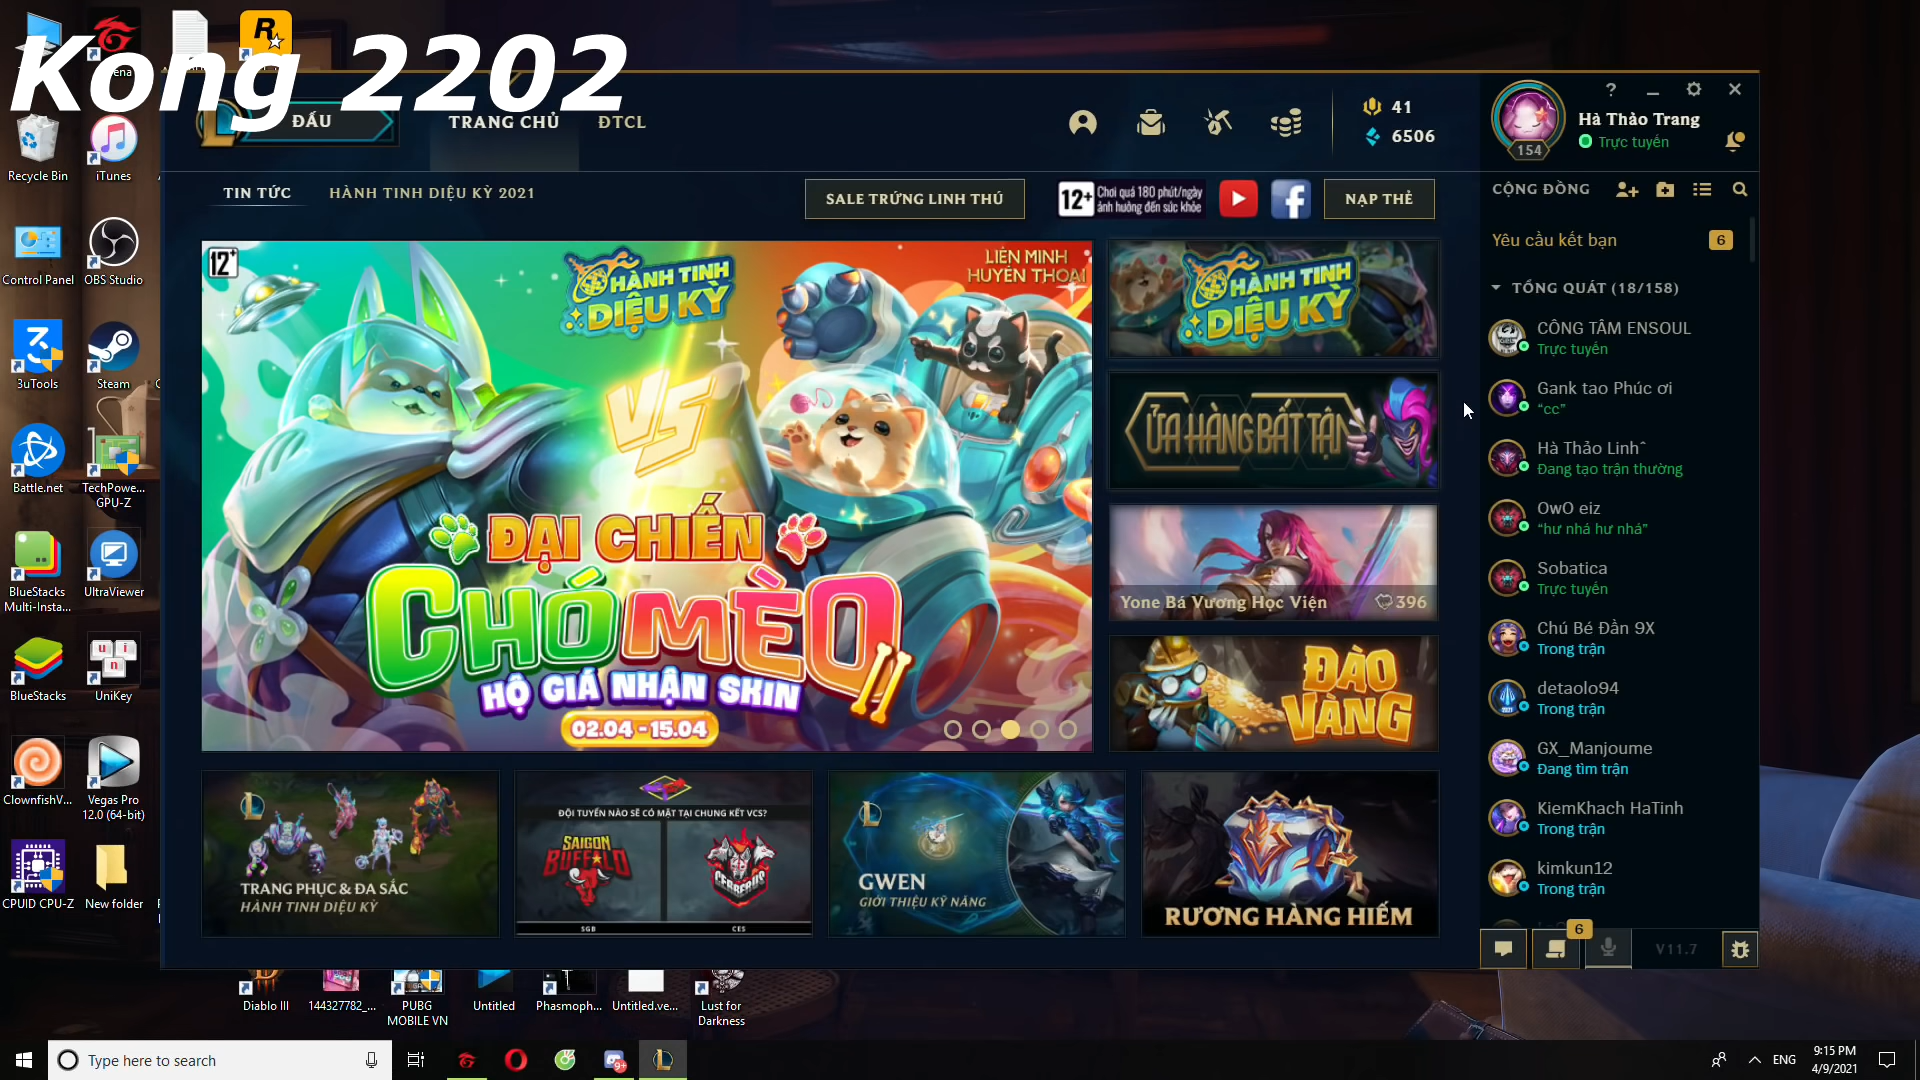 Kong 2202
Recycle Bin
iTunes
Control Panel
OBS Studio
3uTools
Steam
Battle.net
TechPowe...
GPU-Z
BlueStacks
Multi-Insta...
UltraViewer
BlueStacks
UniKey
ClownfishV...
Vegas Pro
12.0 (64-bit)
CPUID CPU-Z
New folder
ĐẤU
TRANG CHỦ
ĐTCL
41
6506
154
?
Hà Thảo Trang
Trực tuyến
TIN TỨC
HÀNH TINH DIỆU KỲ 2021
SALE TRỨNG LINH THÚ
12+
Chơi quá 180 phút/ngày
ảnh hưởng đến sức khỏe
NẠP THẺ
12+
HÀNH TINH
DIỆU KỲ
LIÊN MINH
HUYỀN THOẠI
VS
ĐẠI CHIẾN
CHÓ MÈO
HỘ GIÁ NHẬN SKIN
02.04 - 15.04
HÀNH TINH
DIỆU KỲ
ỬA HÀNG BẤT TẬN
Yone Bá Vương Học Viện
396
ĐÀO
VÀNG
TRANG PHỤC & ĐA SẮC
HÀNH TINH DIỆU KỲ
ĐỘI TUYỂN NÀO SẼ CÓ MẶT TẠI CHUNG KẾT VCS?
SAIGON
BUFFALO
CERBERUS
SGB
CES
GWEN
GIỚI THIỆU KỸ NĂNG
RƯƠNG HÀNG HIẾM
CỘNG ĐỒNG
Yêu cầu kết bạn
6
TỔNG QUÁT (18/158)
CÔNG TÂM ENSOUL
Trực tuyến
Gank tao Phúc ơi
“cc”
Hà Thảo Linhˆ
Đang tạo trận thường
OwO eiz
“hư nhá hư nhá”
Sobatica
Trực tuyến
Chú Bé Đần 9X
Trong trận
detaolo94
Trong trận
GX_Manjoume
Đang tìm trận
KiemKhach HaTinh
Trong trận
kimkun12
Trong trận
6
V11.7
Diablo III
144327782_...
PUBG
MOBILE VN
Untitled
Phasmoph...
Untitled.ve...
Lust for
Darkness
Type here to search
9+
ENG
9:15 PM
4/9/2021